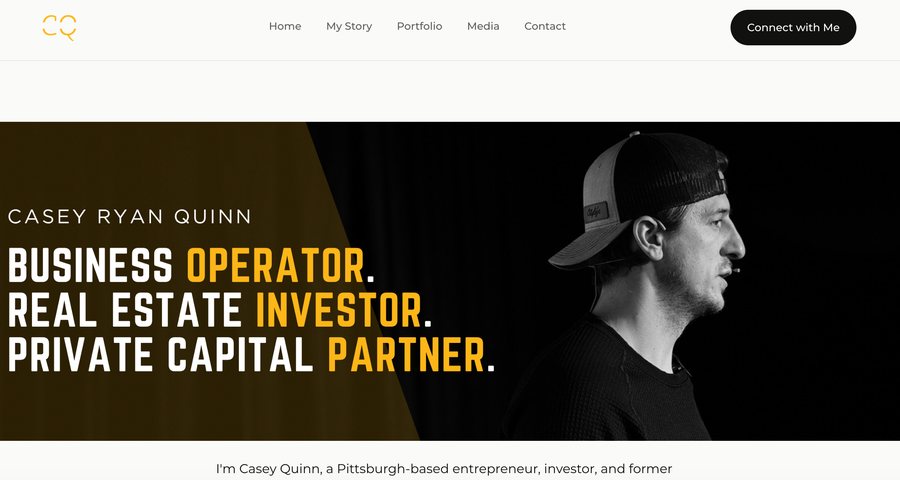 CQ
Home
My Story
Portfolio
Media
Contact
Connect with Me
CASEY RYAN QUINN
BUSINESS OPERATOR.
REAL ESTATE INVESTOR.
PRIVATE CAPITAL PARTNER.
I'm Casey Quinn, a Pittsburgh-based entrepreneur, investor, and former